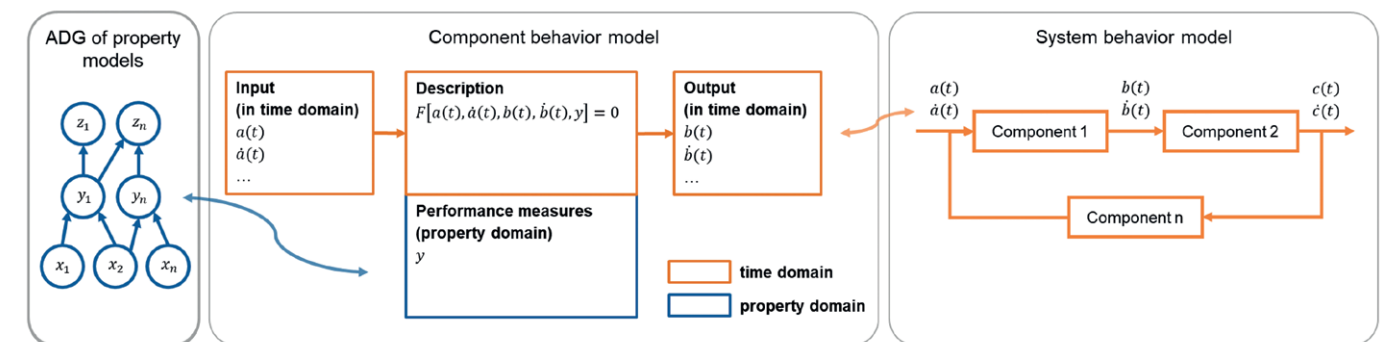 ADG of property
models
z₁
zₙ
y₁
yₙ
x₁
x₂
xₙ
Component behavior model
Input
(in time domain)
a(t)
ȧ(t)
...
Description
F[a(t), ȧ(t), b(t), ḃ(t), y] = 0
Performance measures
(property domain)
y
Output
(in time domain)
b(t)
ḃ(t)
...
time domain
property domain
System behavior model
a(t)
ȧ(t)
Component 1
b(t)
ḃ(t)
Component 2
c(t)
ċ(t)
Component n